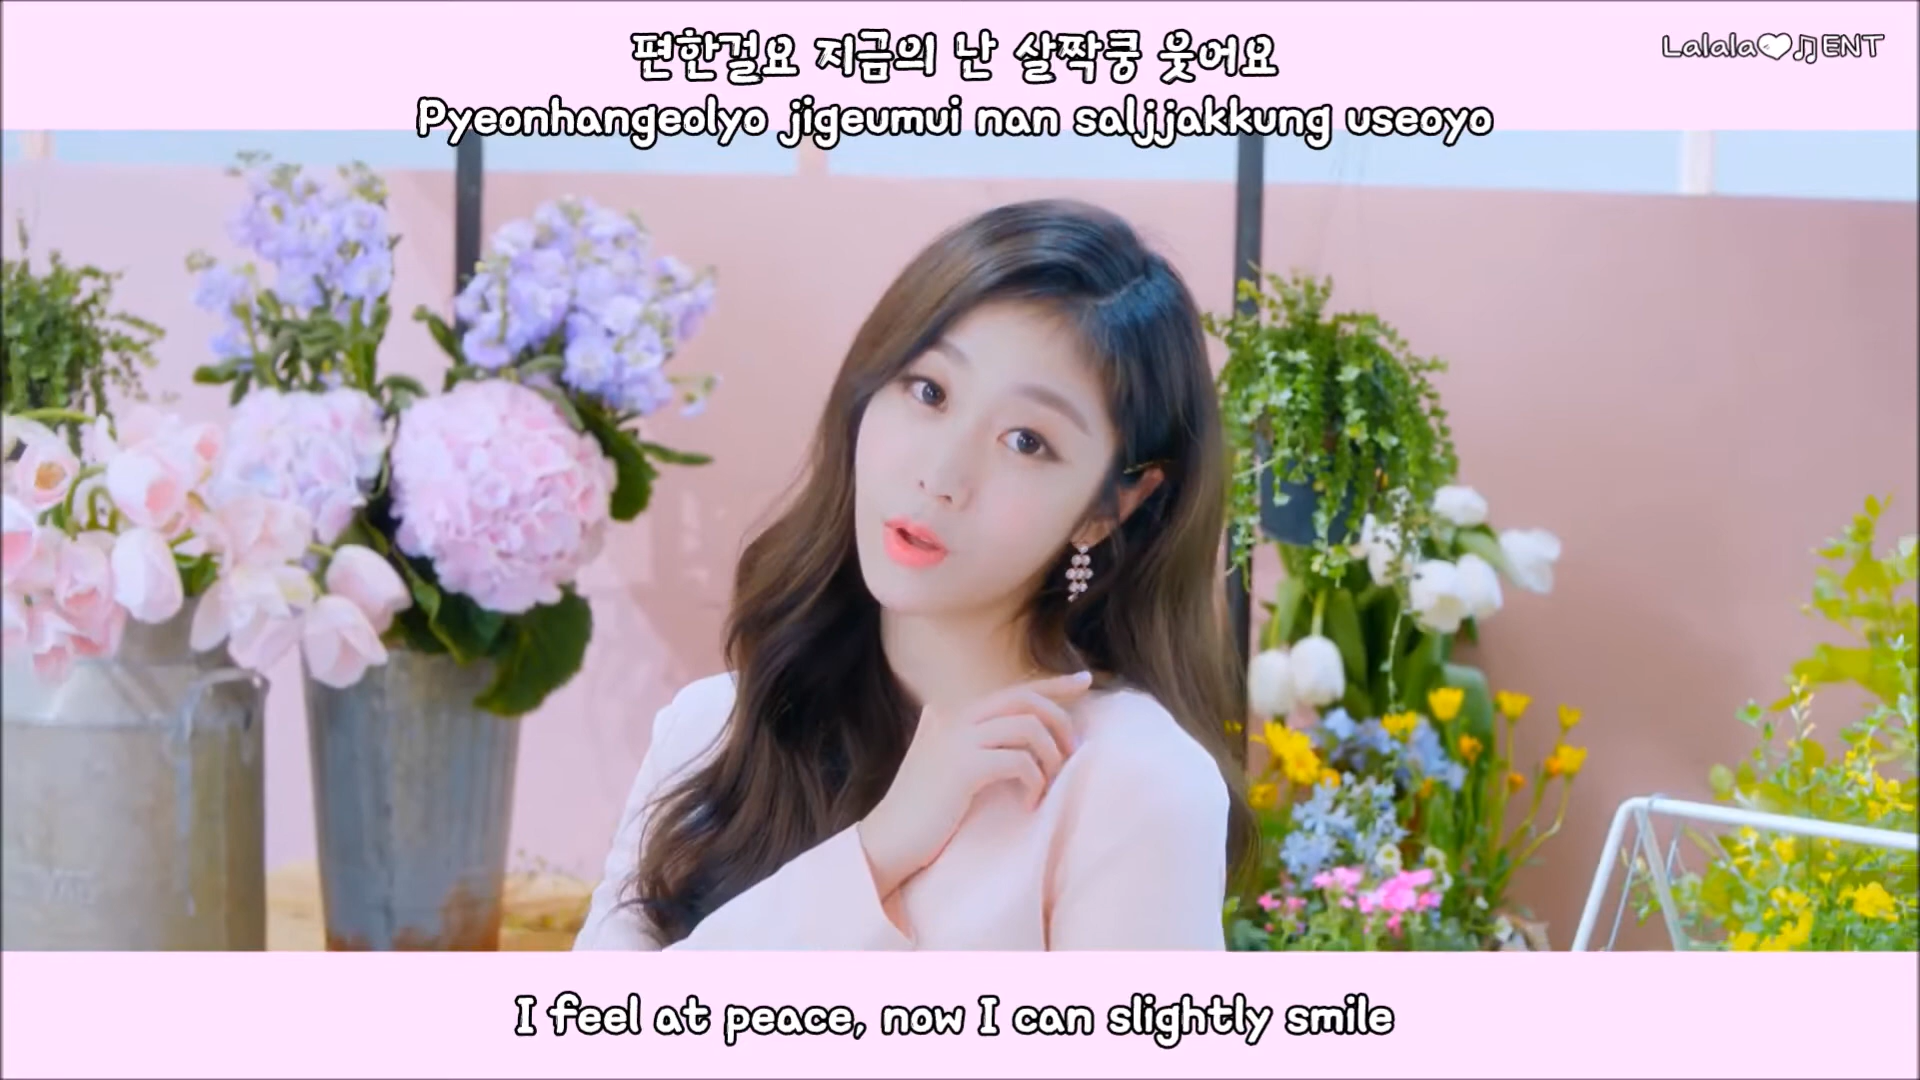 편한걸요 지금의 난 살짝쿵 웃어요
Lalala♡♫ENT
Pyeonhangeolyo jigeumui nan saljjakkung useoyo
I feel at peace, now I can slightly smile